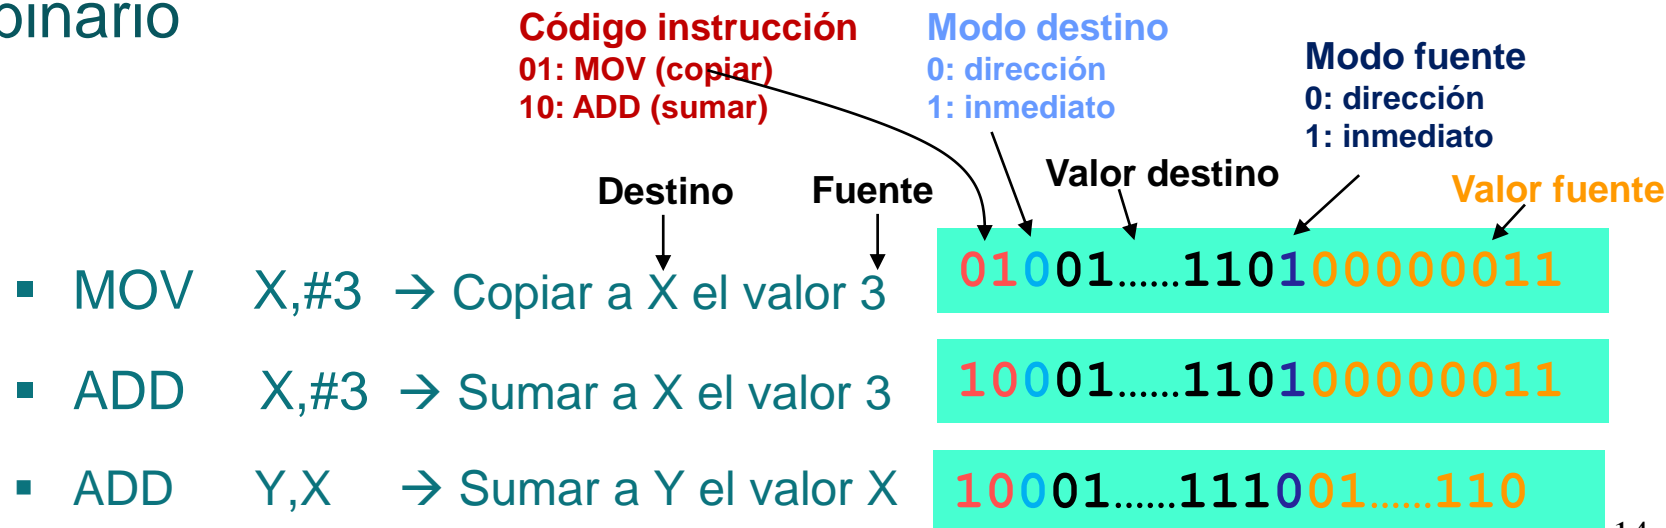 binario
Código instrucción
01: MOV (copiar)
10: ADD (sumar)
Modo destino
0: dirección
1: inmediato
Modo fuente
0: dirección
1: inmediato
Destino
Fuente
Valor destino
Valor fuente
▪ MOV X,#3 → Copiar a X el valor 3
01001......110100000011
▪ ADD X,#3 → Sumar a X el valor 3
10001......110100000011
▪ ADD Y,X → Sumar a Y el valor X
10001......111001......110